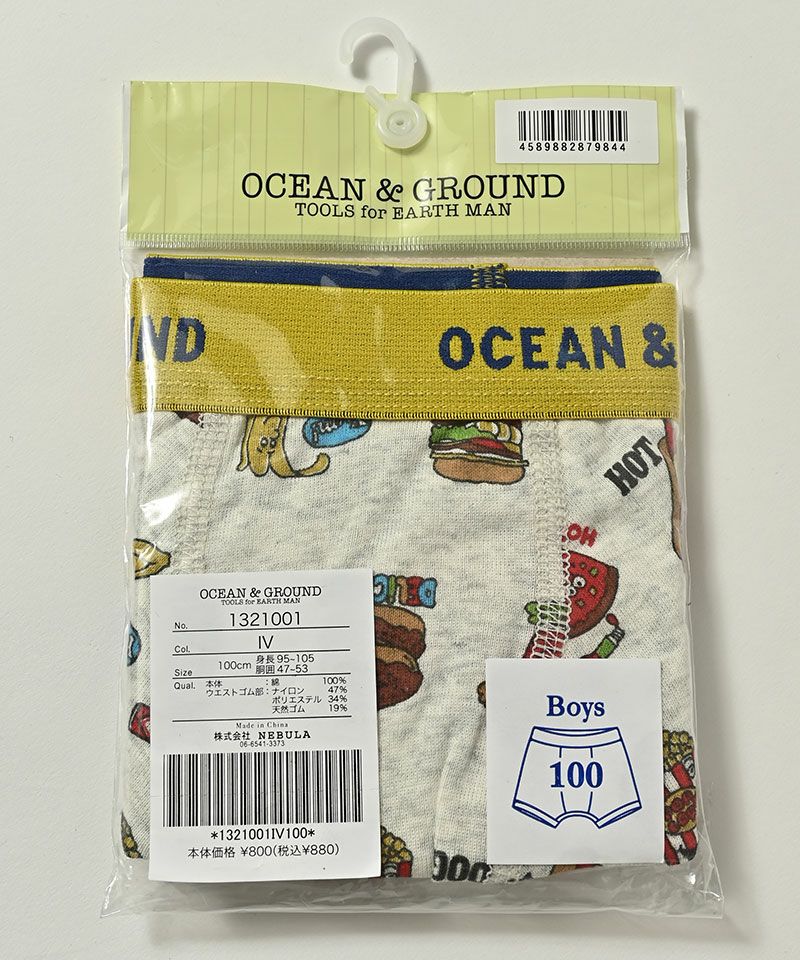 4589882879844
OCEAN & GROUND
TOOLS for EARTH MAN
ND OCEAN &
HOT
OH
DELIC
OCEAN & GROUND
TOOLS for EARTH MAN
No. 1321001
Col. IV
Size 100cm 身長 95~105
胴囲 47~53
Qual. 本体 :綿 100%
ウエストゴム部:ナイロン 47%
ポリエステル 34%
天然ゴム 19%
Made in China
株式会社 NEBULA
06-6541-3373
*1321001IV100*
本体価格 ¥800(税込¥880)
Boys
100